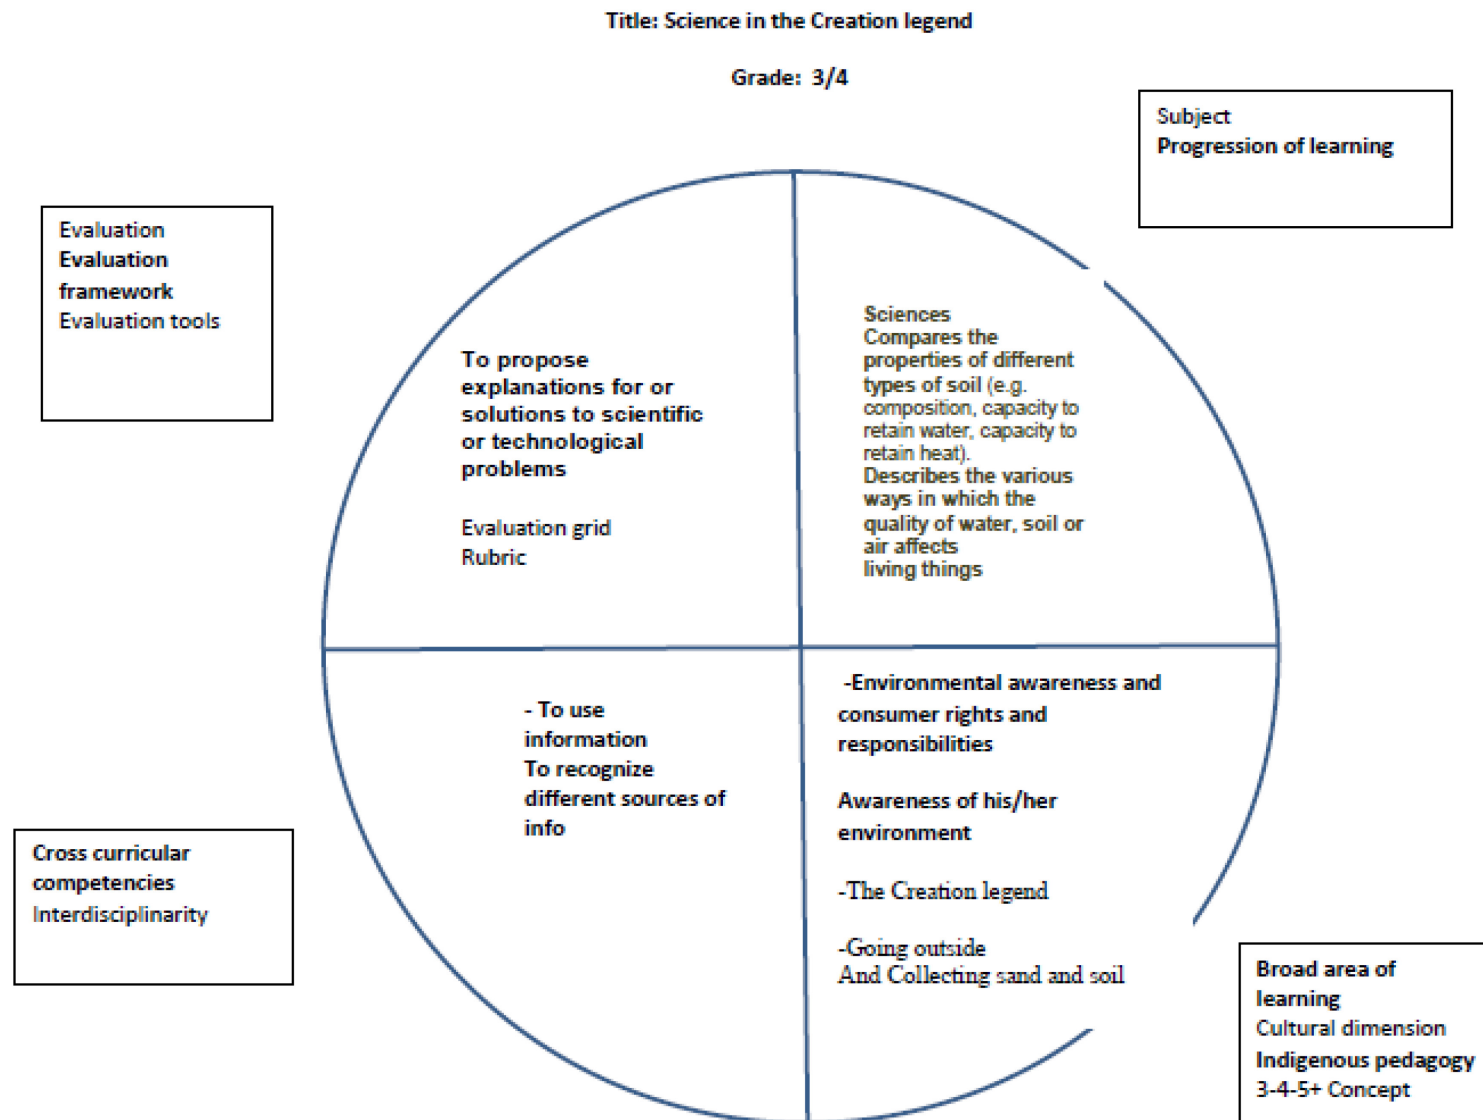 Title: Science in the Creation legend
Grade: 3/4
Subject
Progression of learning
Evaluation
Evaluation
framework
Evaluation tools
To propose
explanations for or
solutions to scientific
or technological
problems
Evaluation grid
Rubric
Sciences
Compares the
properties of different
types of soil (e.g.
composition, capacity to
retain water, capacity to
retain heat).
Describes the various
ways in which the
quality of water, soil or
air affects
living things
- To use
information
To recognize
different sources of
info
-Environmental awareness and
consumer rights and
responsibilities
Awareness of his/her
environment
-The Creation legend
-Going outside
And Collecting sand and soil
Cross curricular
competencies
Interdisciplinarity
Broad area of
learning
Cultural dimension
Indigenous pedagogy
3-4-5+ Concept